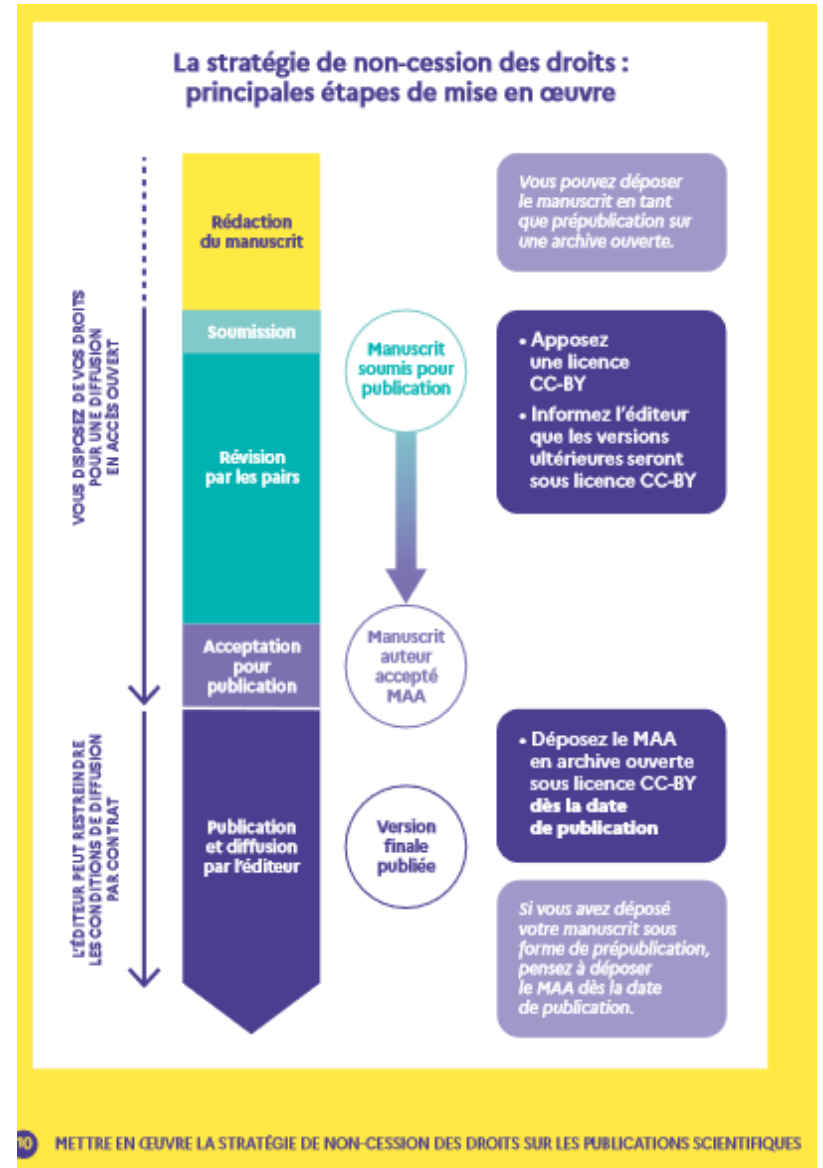 La stratégie de non-cession des droits :
principales étapes de mise en œuvre
VOUS DISPOSEZ DE VOS DROITS
POUR UNE DIFFUSION
EN ACCÈS OUVERT
Rédaction
du manuscrit
Vous pouvez déposer
le manuscrit en tant
que prépublication sur
une archive ouverte.
Soumission
Manuscrit
soumis pour
publication
• Apposez
une licence
CC-BY
• Informez l'éditeur
que les versions
ultérieures seront
sous licence CC-BY
Révision
par les pairs
Acceptation
pour
publication
Manuscrit
auteur
accepté
MAA
L'ÉDITEUR PEUT RESTREINDRE
LES CONDITIONS DE DIFFUSION
PAR CONTRAT
Publication
et diffusion
par l'éditeur
Version
finale
publiée
• Déposez le MAA
en archive ouverte
sous licence CC-BY
dès la date
de publication
Si vous avez déposé
votre manuscrit sous
forme de prépublication,
pensez à déposer
le MAA dès la date
de publication.
10 METTRE EN ŒUVRE LA STRATÉGIE DE NON-CESSION DES DROITS SUR LES PUBLICATIONS SCIENTIFIQUES